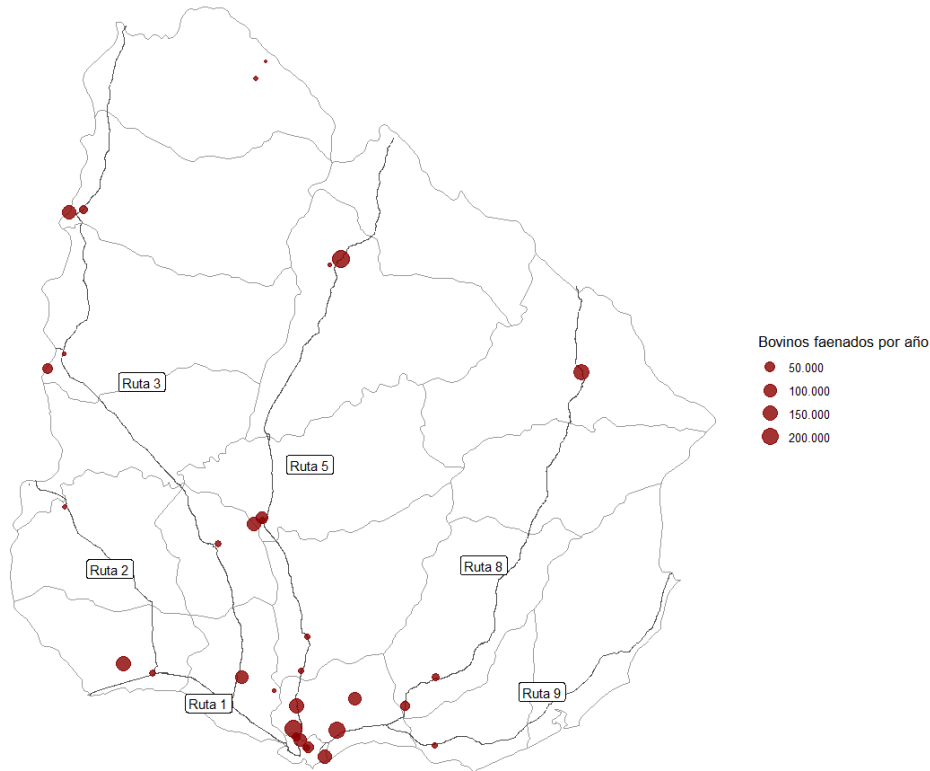 Bovinos faenados por año
50.000
100.000
150.000
200.000
Ruta 3
Ruta 5
Ruta 2
Ruta 8
Ruta 1
Ruta 9